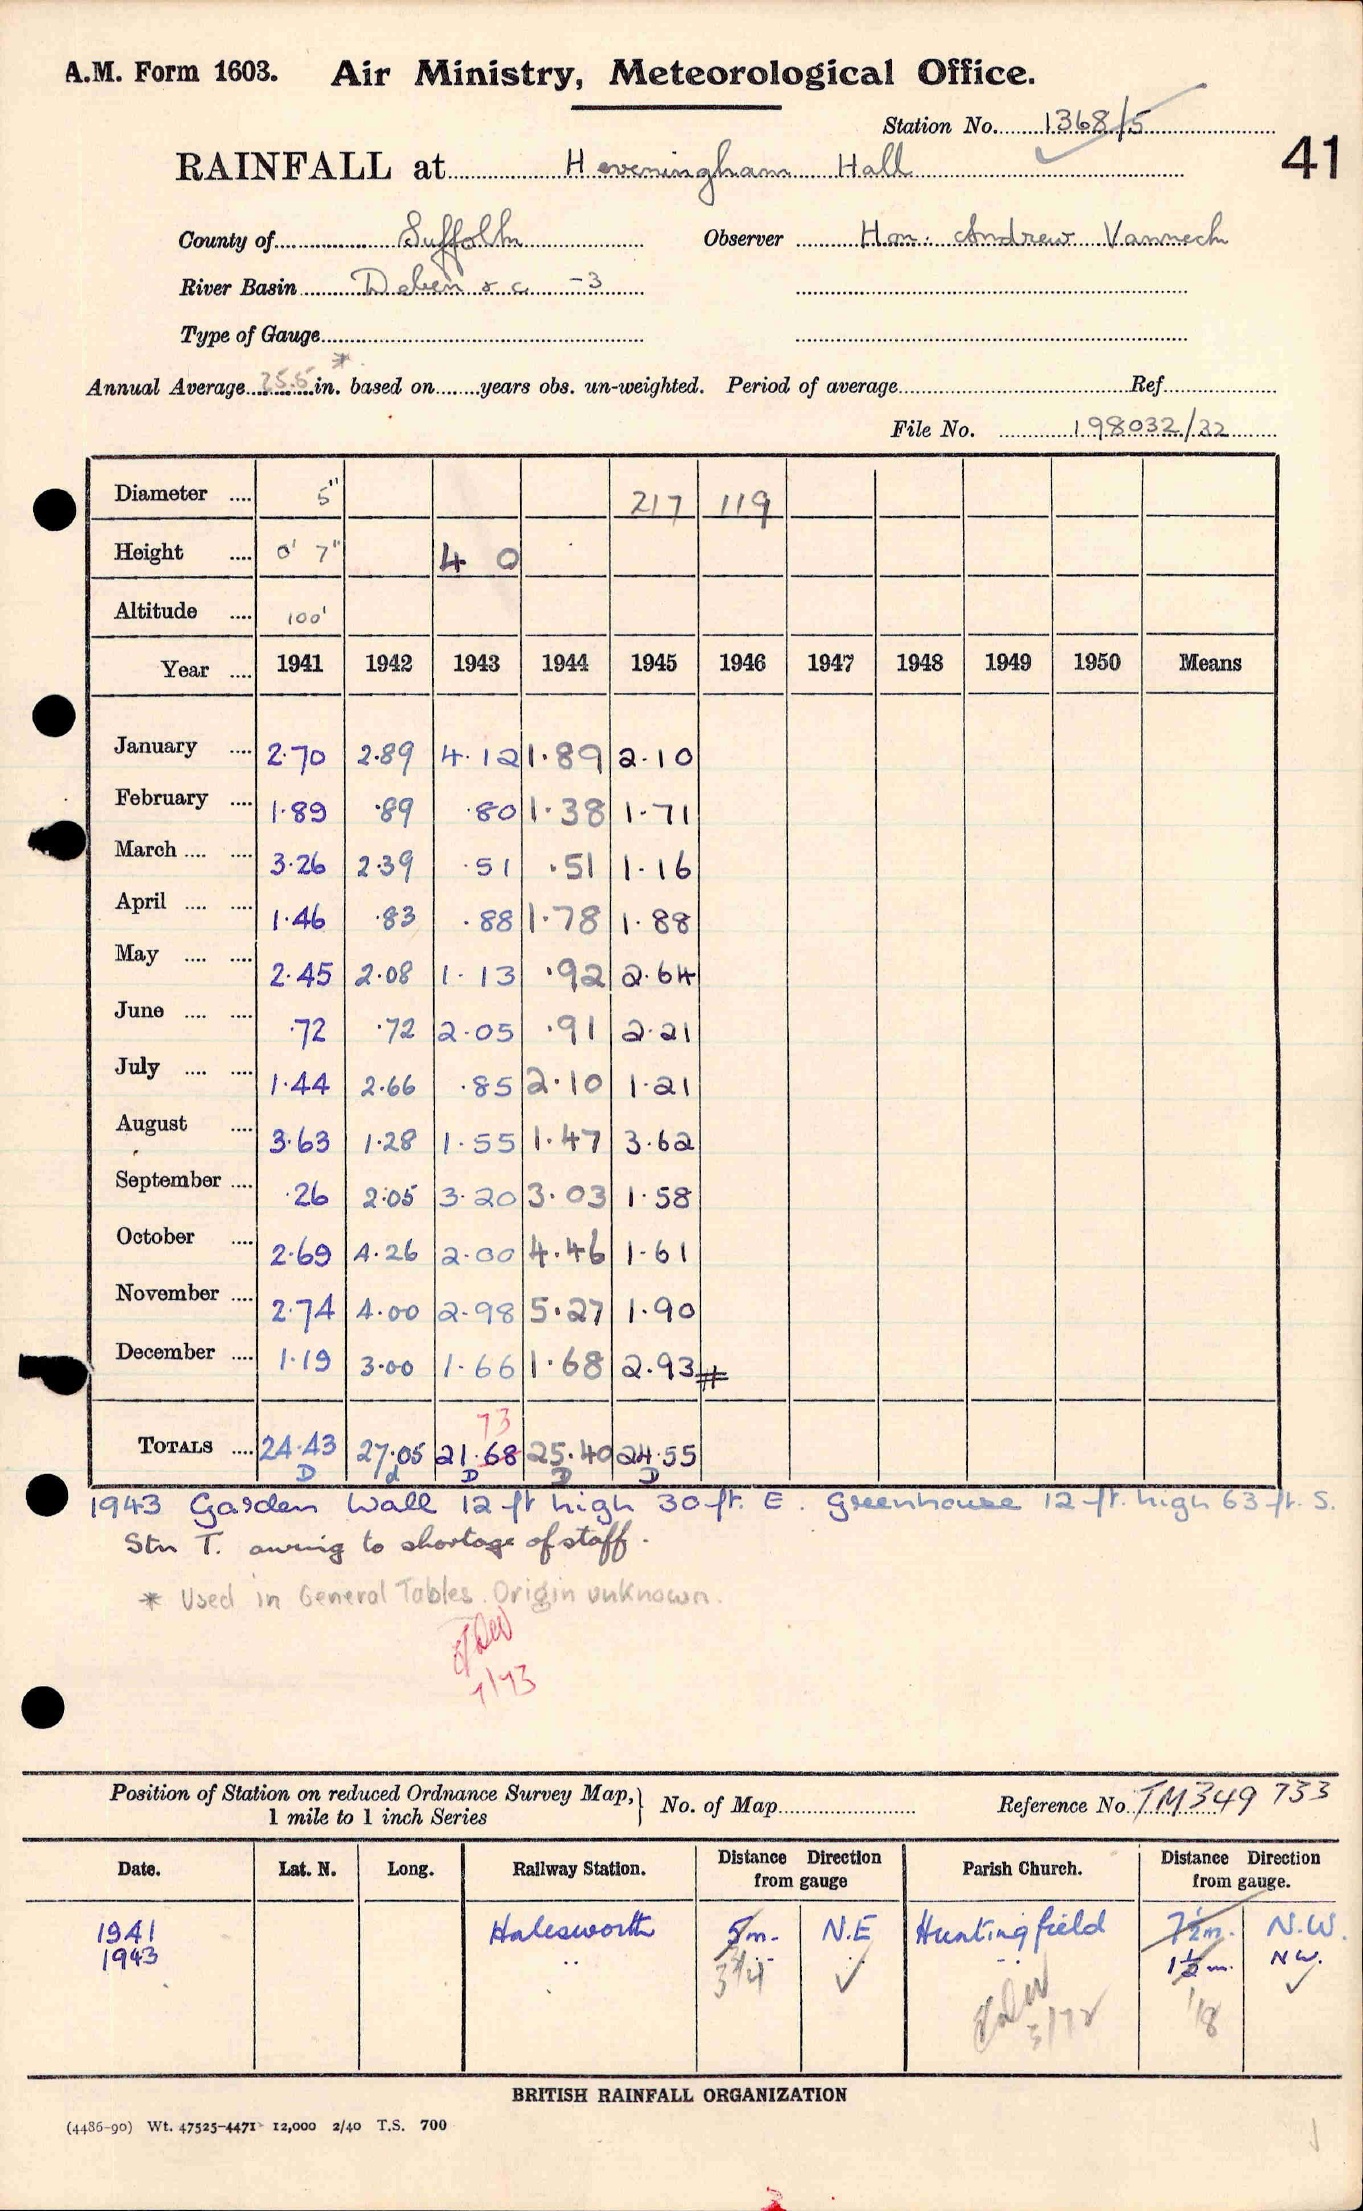 A.M. Form 1603. Air Ministry, Meteorological Office.
Station No. 1368/5
41
RAINFALL at Heveningham Hall
County of Suffolk Observer Hon. Andrew Vanneck
River Basin Deben & c -3
Type of Gauge
Annual Average 25.5 in. * based on years obs. un-weighted. Period of average Ref.
File No. 198032/32
Diameter .... 5" 217 119
Height .... 0' 7" 4 0
Altitude .... 100'
Year .... 1941 1942 1943 1944 1945 1946 1947 1948 1949 1950 Means
January .... 2.70 2.89 4.12 1.89 2.10
February .... 1.89 .89 .80 1.38 1.71
March .... .... 3.26 2.39 .51 .51 1.16
April .... .... 1.46 .83 .88 1.78 1.88
May .... .... 2.45 2.08 1.13 .92 2.64
June .... .... .72 .72 2.05 .91 2.21
July .... .... 1.44 2.66 .85 2.10 1.21
August .... 3.63 1.28 1.55 1.47 3.62
September .... .26 2.05 3.20 3.03 1.58
October .... 2.69 4.26 2.00 4.46 1.61
November .... 2.74 4.00 2.98 5.27 1.90
December .... 1.19 3.00 1.66 1.68 2.93 #
73
TOTALS .... 24.43 27.05 21.68 25.40 24.55
D d D D D
1943 Garden Wall 12 ft high 30 ft. E. Greenhouse 12 ft. high 63 ft. S.
Stn T. owing to shortage of staff.
* Used in General Tables. Origin unknown.
1/73
Position of Station on reduced Ordnance Survey Map, 1 mile to 1 inch Series } No. of Map Reference No. TM 349 733
Date. Lat. N. Long. Railway Station. Distance Direction from gauge Parish Church. Distance Direction from gauge.
1941 Halesworth 5m. N.E Huntingfield 7½m. N.W.
1943 " 3¾ " " 1½m. NW.
3/72 1/8
BRITISH RAINFALL ORGANIZATION
(4486-90) Wt. 47525-4471 12,000 2/40 T.S. 700